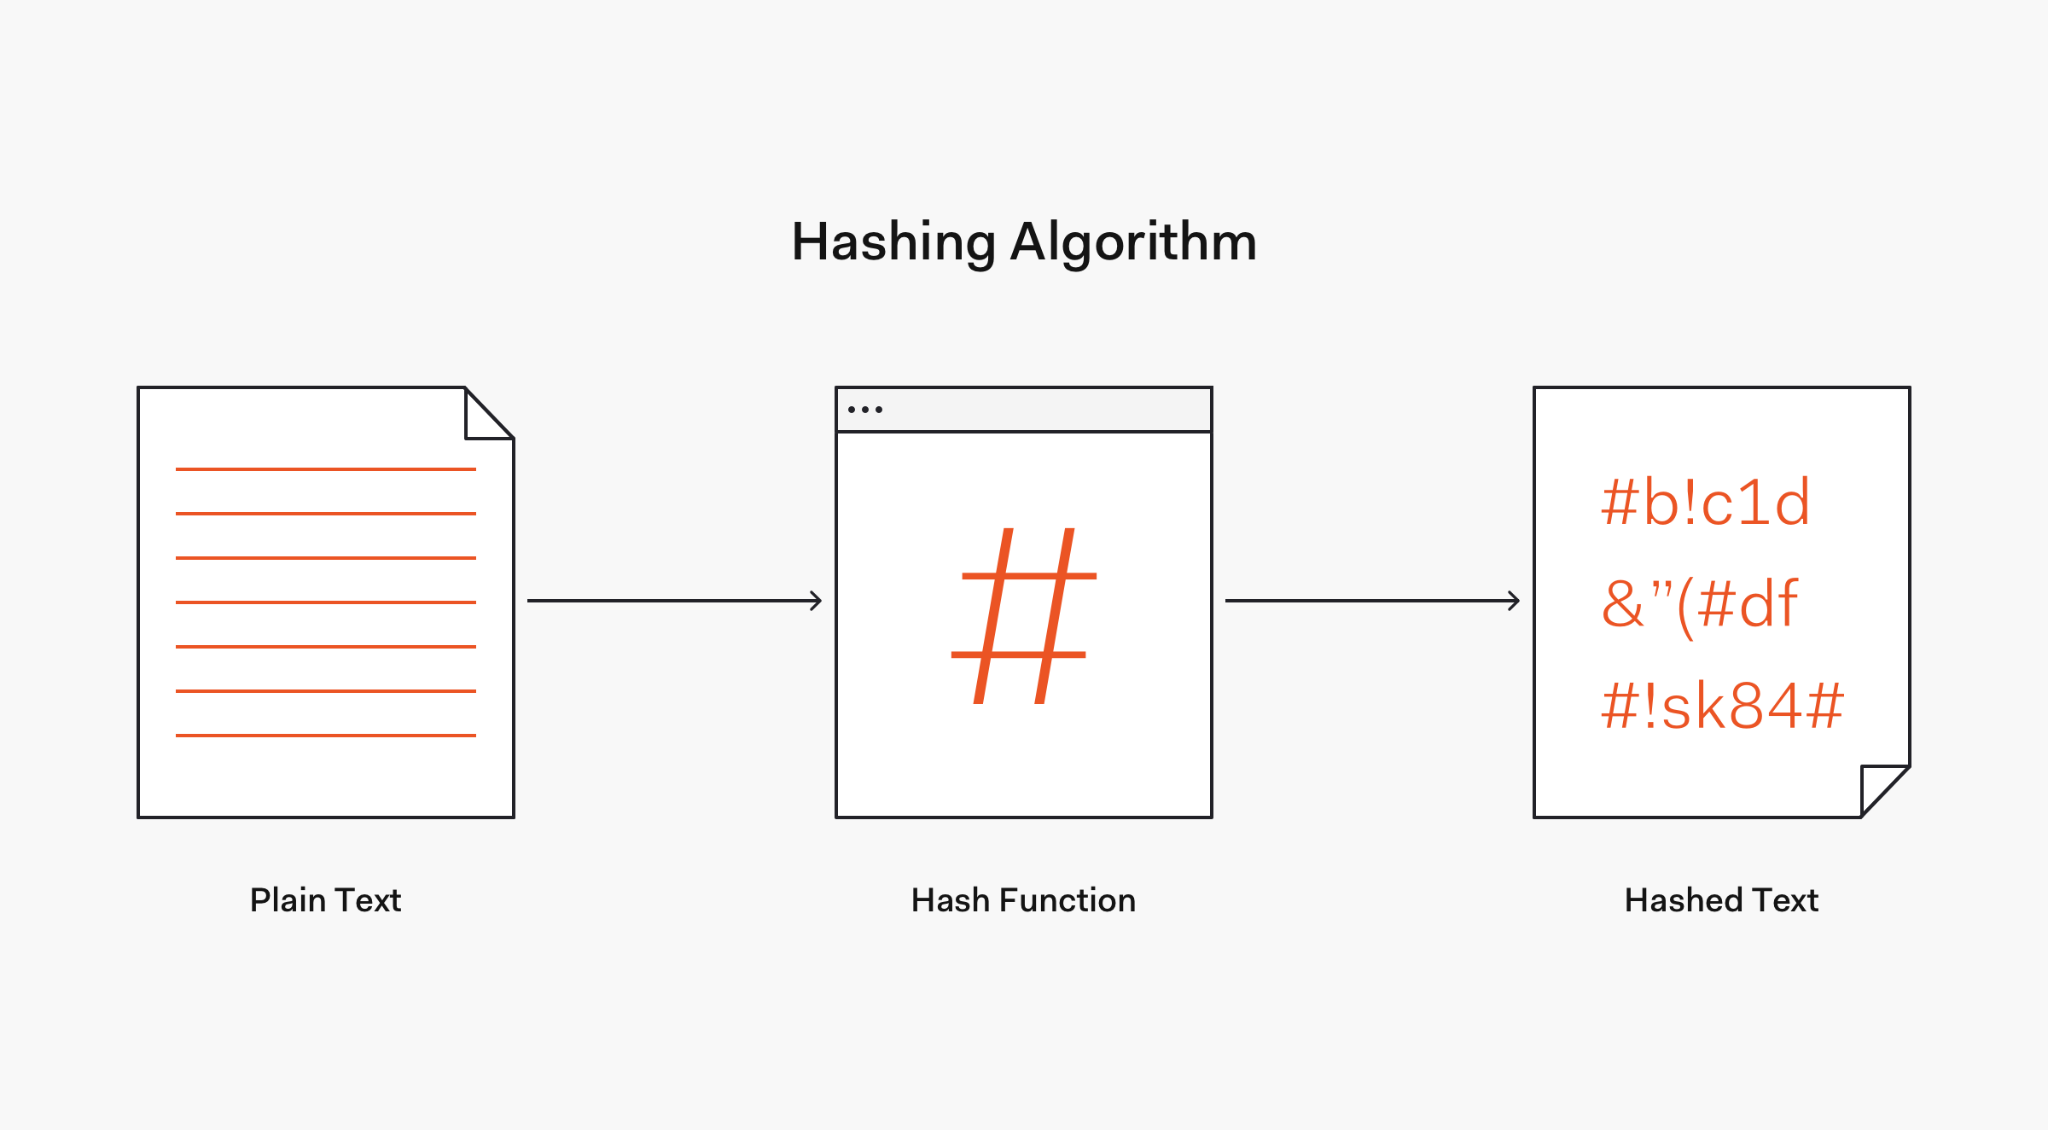 Hashing Algorithm
#
#b!c1d
&”(#df
#!sk84#
Plain Text
Hash Function
Hashed Text